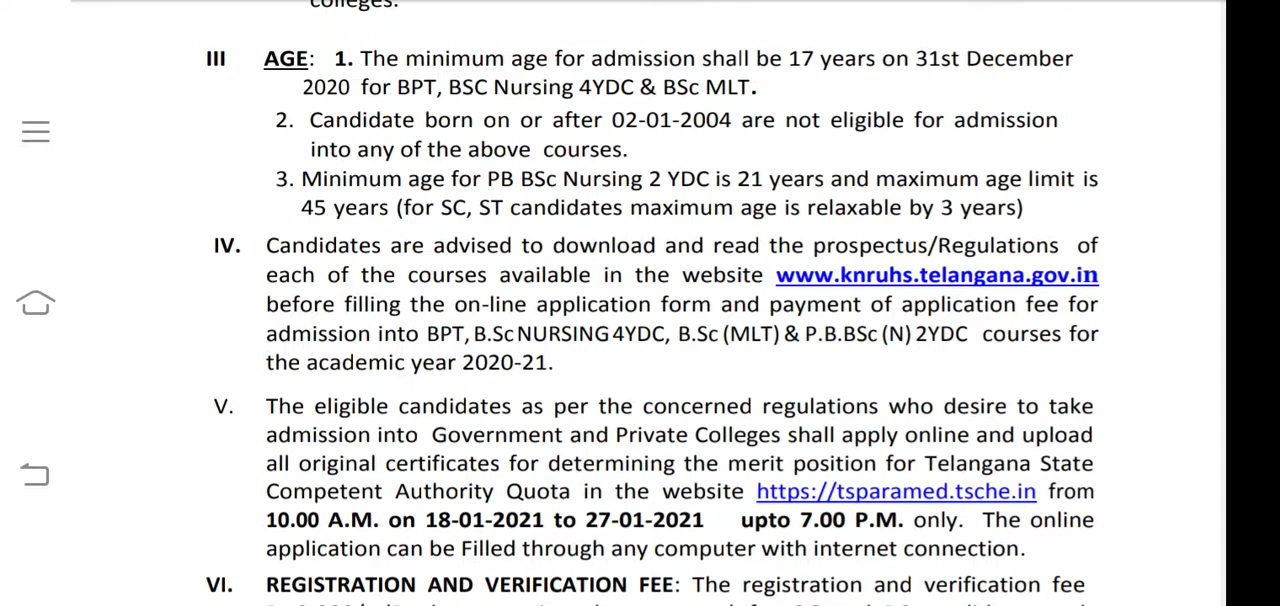 colleges.
III AGE: 1. The minimum age for admission shall be 17 years on 31st December
2020 for BPT, BSC Nursing 4YDC & BSc MLT.
2. Candidate born on or after 02-01-2004 are not eligible for admission
into any of the above courses.
3. Minimum age for PB BSc Nursing 2 YDC is 21 years and maximum age limit is
45 years (for SC, ST candidates maximum age is relaxable by 3 years)
IV. Candidates are advised to download and read the prospectus/Regulations of
each of the courses available in the website www.knruhs.telangana.gov.in
before filling the on-line application form and payment of application fee for
admission into BPT, B.Sc NURSING 4YDC, B.Sc (MLT) & P.B.BSc (N) 2YDC courses for
the academic year 2020-21.
V. The eligible candidates as per the concerned regulations who desire to take
admission into Government and Private Colleges shall apply online and upload
all original certificates for determining the merit position for Telangana State
Competent Authority Quota in the website https://tsparamed.tsche.in from
10.00 A.M. on 18-01-2021 to 27-01-2021 upto 7.00 P.M. only. The online
application can be Filled through any computer with internet connection.
VI. REGISTRATION AND VERIFICATION FEE: The registration and verification fee